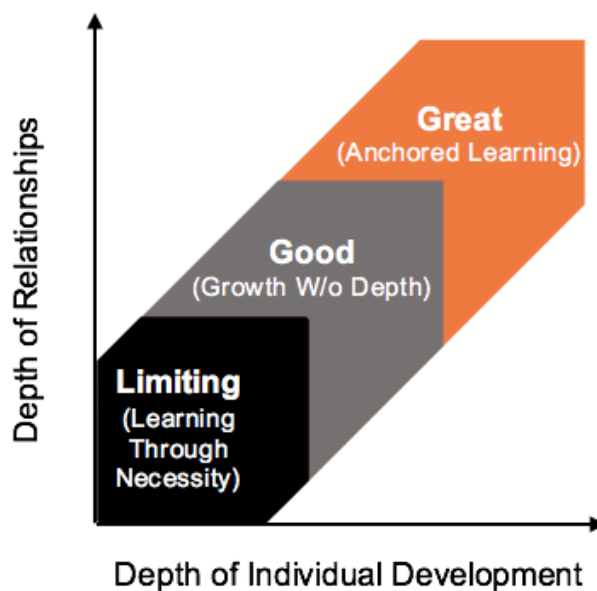 Depth of Relationships
Great
(Anchored Learning)
Good
(Growth W/o Depth)
Limiting
(Learning
Through
Necessity)
Depth of Individual Development